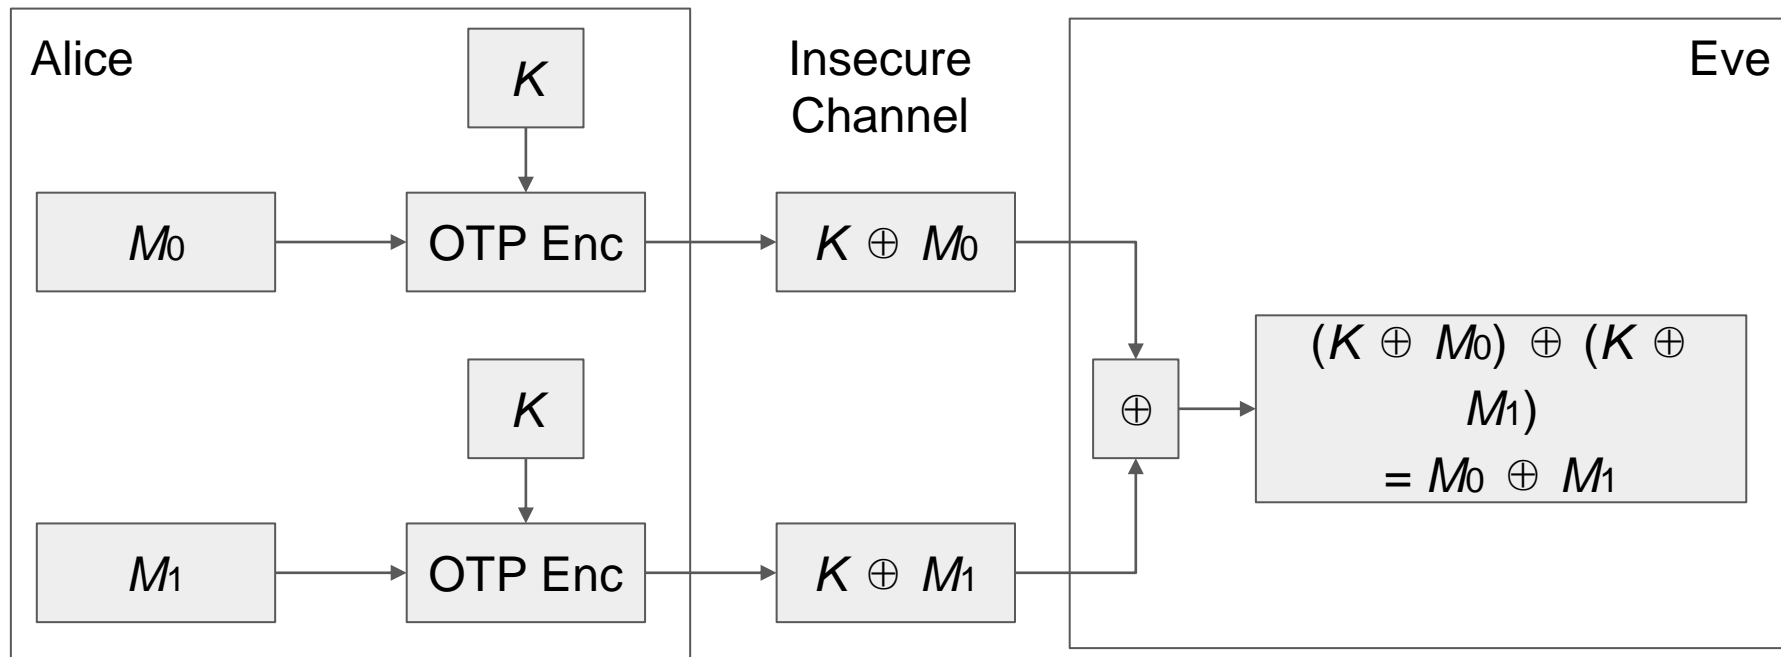 Alice
K
Insecure
Channel
Eve
M0
OTP Enc
K ⊕ M0
(K ⊕ M0) ⊕ (K ⊕
M1)
= M0 ⊕ M1
K
⊕
M1
OTP Enc
K ⊕ M1